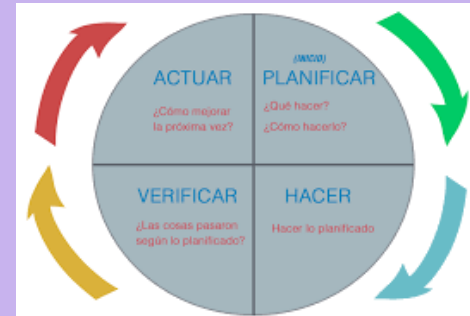 ACTUAR
¿Cómo mejorar
la próxima vez?
(INICIO)
PLANIFICAR
¿Qué hacer?
¿Cómo hacerlo?
VERIFICAR
¿Las cosas pasaron
según lo planificado?
HACER
Hacer lo planificado